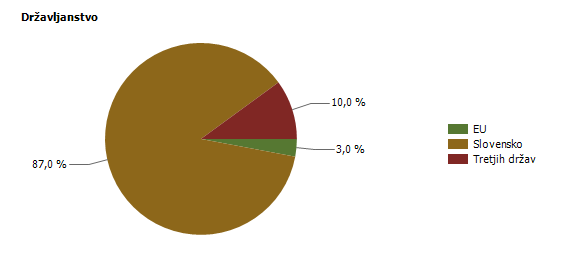 Državljanstvo
10,0 %
3,0 %
87,0 %
EU
Slovensko
Tretjih držav